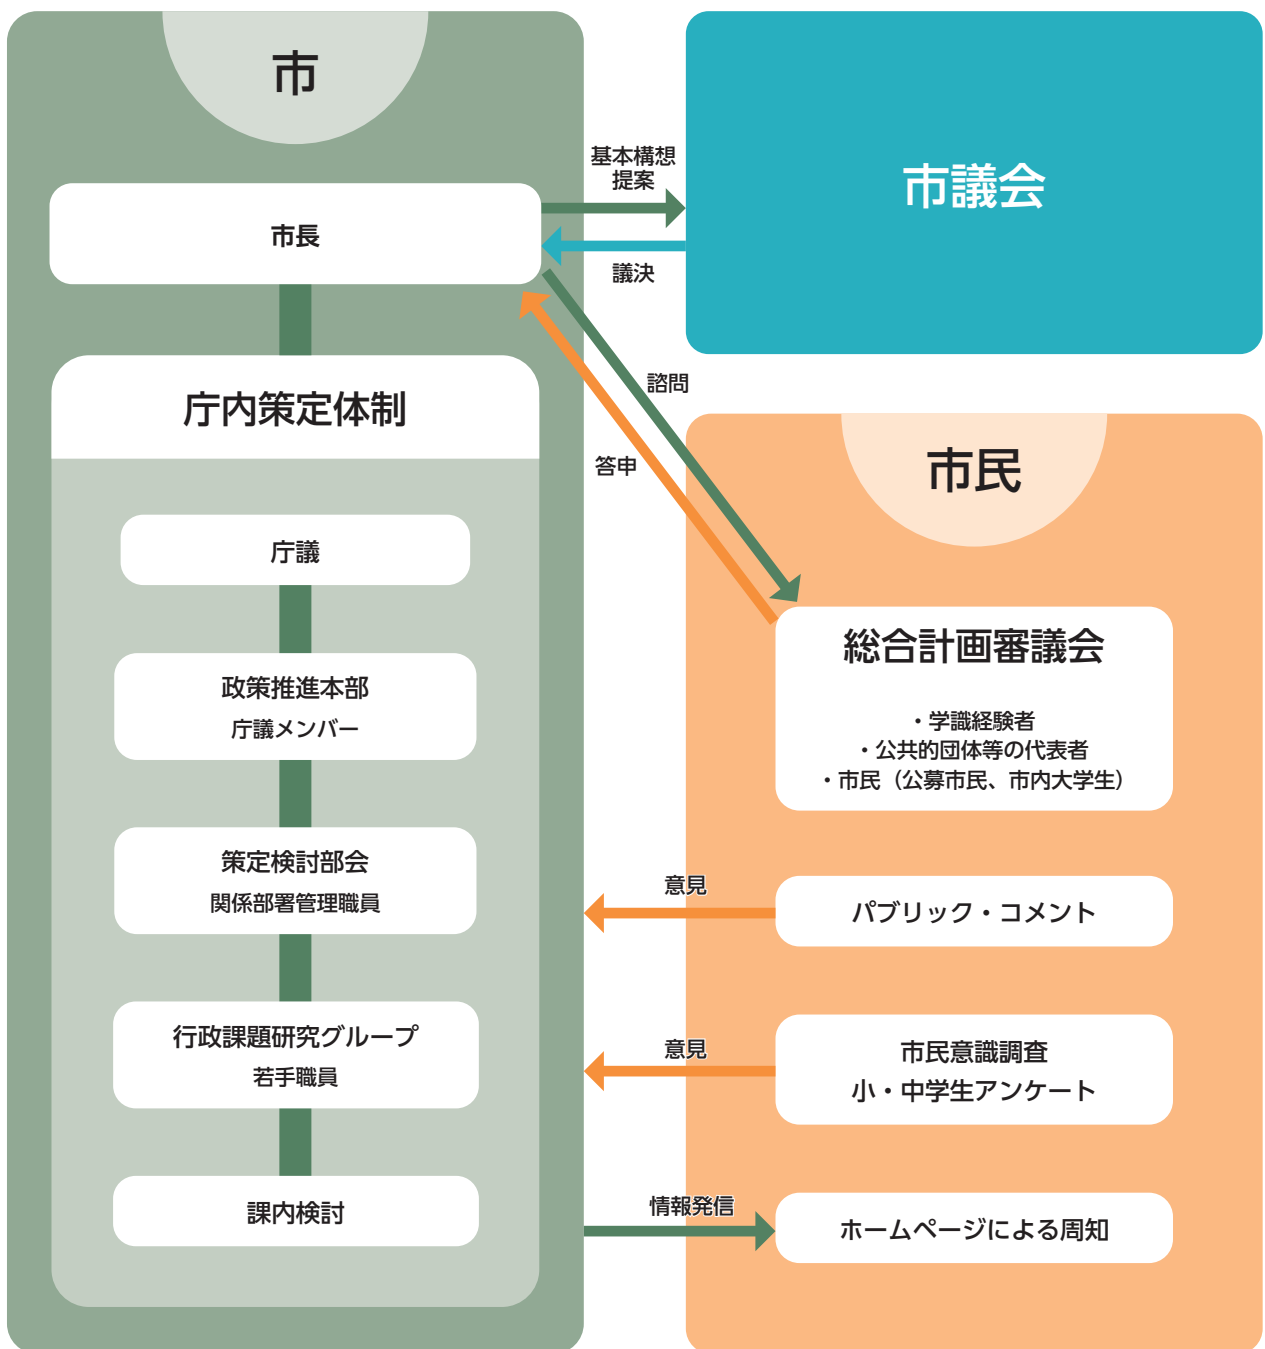 市
市長
庁内策定体制
庁議
政策推進本部
庁議メンバー
策定検討部会
関係部署管理職員
行政課題研究グループ
若手職員
課内検討
基本構想
提案
議決
諮問
答申
意見
意見
情報発信
市議会
市民
総合計画審議会
・学識経験者
・公共的団体等の代表者
・市民（公募市民、市内大学生）
パブリック・コメント
市民意識調査
小・中学生アンケート
ホームページによる周知